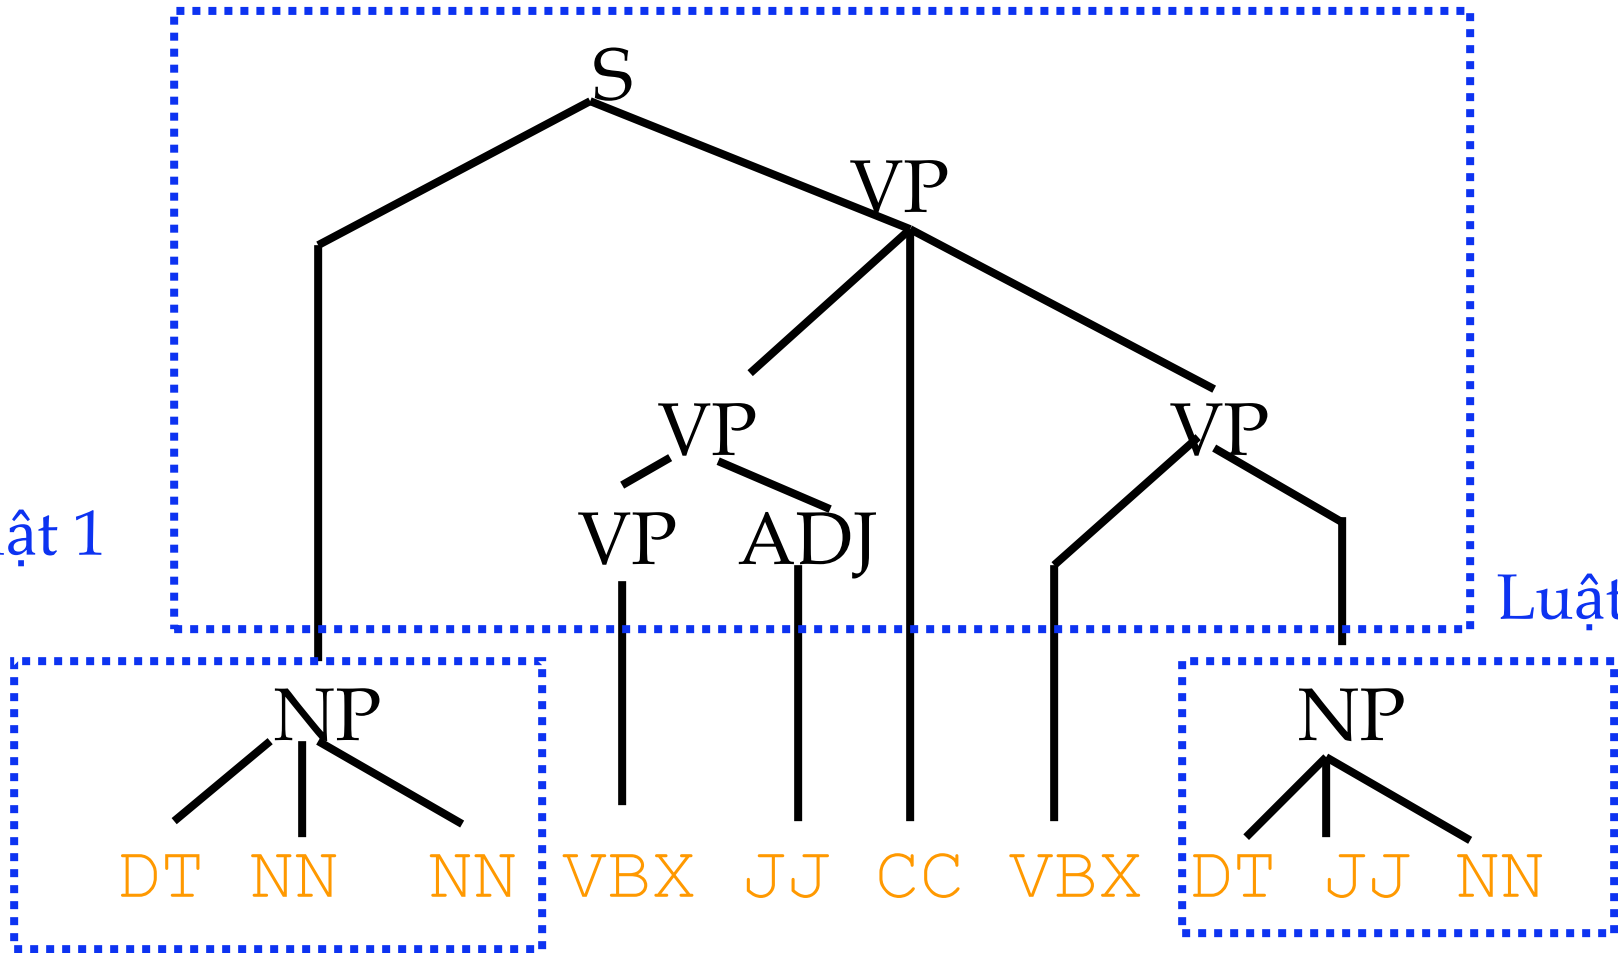 S
VP
VP VP
VP ADJ
ật 1
Luật
NP NP
DT NN NN VBX JJ CC VBX DT JJ NN